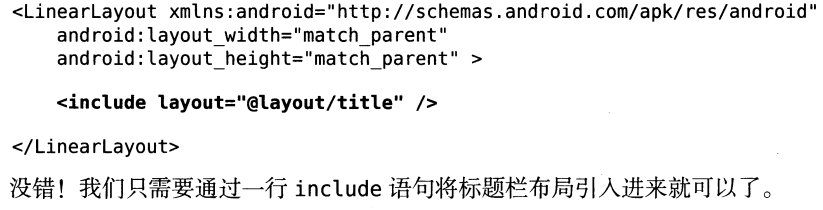 <LinearLayout xmlns:android="http://schemas.android.com/apk/res/android"
    android:layout_width="match_parent"
    android:layout_height="match_parent" >

    <include layout="@layout/title" />

</LinearLayout>
没错！我们只需要通过一行 include 语句将标题栏布局引入进来就可以了。